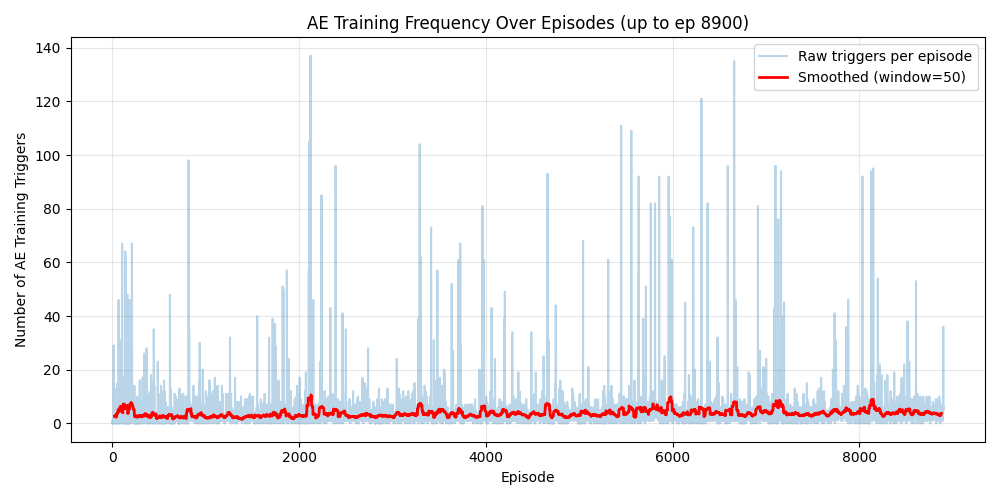 AE Training Frequency Over Episodes (up to ep 8900)
Raw triggers per episode
Smoothed (window=50)
Number of AE Training Triggers
140
120
100
80
60
40
20
0
0 2000 4000 6000 8000
Episode